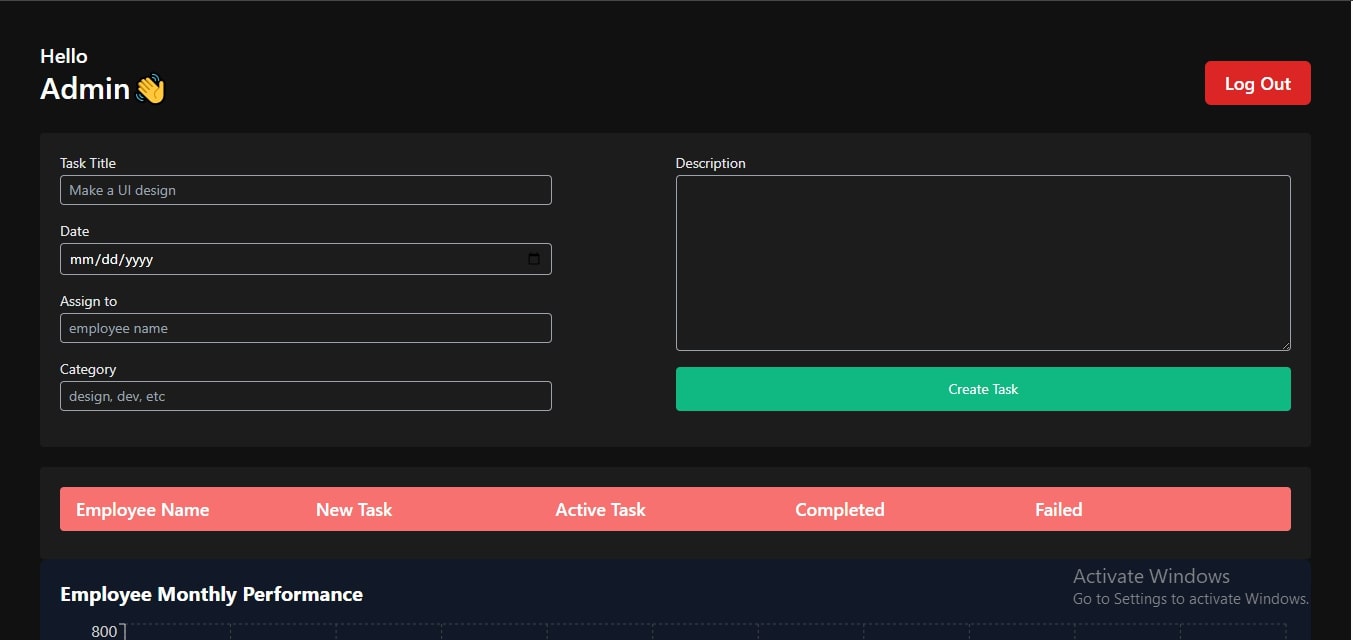 Hello
Admin👋
Log Out
Task Title
Make a UI design
Date
mm/dd/yyyy
Assign to
employee name
Category
design, dev, etc
Description
Create Task
Employee Name New Task Active Task Completed Failed
Employee Monthly Performance
800
Activate Windows
Go to Settings to activate Windows.